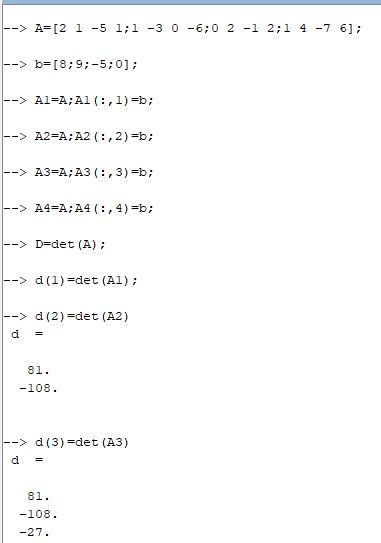 --> A=[2 1 -5 1;1 -3 0 -6;0 2 -1 2;1 4 -7 6];
--> b=[8;9;-5;0];
--> A1=A;A1(:,1)=b;
--> A2=A;A2(:,2)=b;
--> A3=A;A3(:,3)=b;
--> A4=A;A4(:,4)=b;
--> D=det(A);
--> d(1)=det(A1);
--> d(2)=det(A2)
d =
81.
-108.
--> d(3)=det(A3)
d =
81.
-108.
-27.